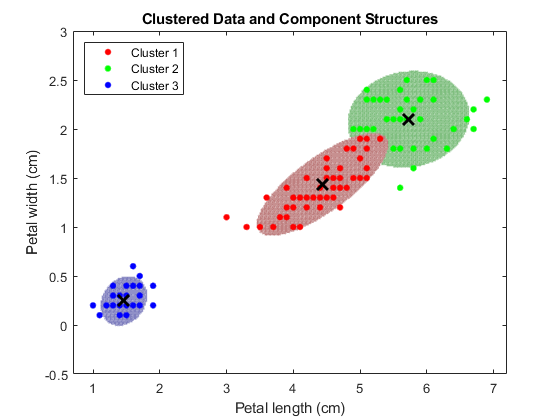 Clustered Data and Component Structures
Cluster 1
Cluster 2
Cluster 3
3
2.5
2
1.5
1
0.5
0
-0.5
Petal width (cm)
1 2 3 4 5 6 7
Petal length (cm)